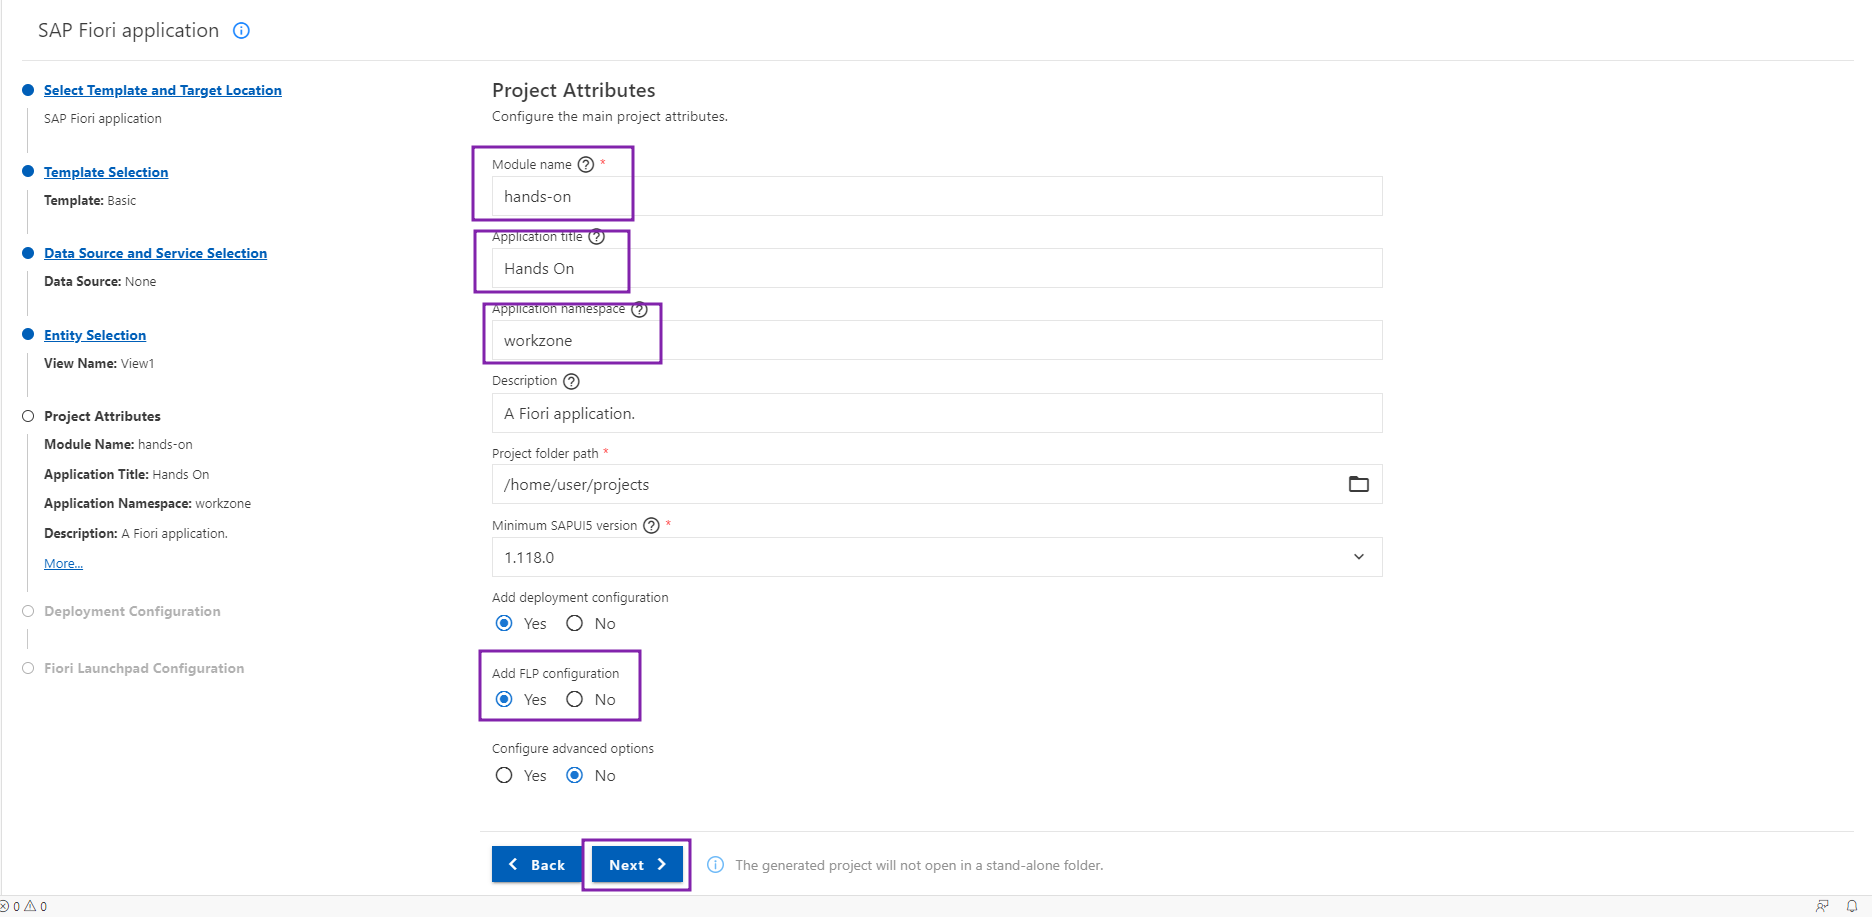 SAP Fiori application
Select Template and Target Location
SAP Fiori application
Template Selection
Template: Basic
Data Source and Service Selection
Data Source: None
Entity Selection
View Name: View1
Project Attributes
Module Name: hands-on
Application Title: Hands On
Application Namespace: workzone
Description: A Fiori application.
More...
Deployment Configuration
Fiori Launchpad Configuration
Project Attributes
Configure the main project attributes.
Module name ? *
hands-on
Application title ?
Hands On
Application namespace ?
workzone
Description ?
A Fiori application.
Project folder path *
/home/user/projects
Minimum SAPUI5 version ? *
1.118.0
Add deployment configuration
Yes No
Add FLP configuration
Yes No
Configure advanced options
Yes No
Back Next The generated project will not open in a stand-alone folder.
0 0